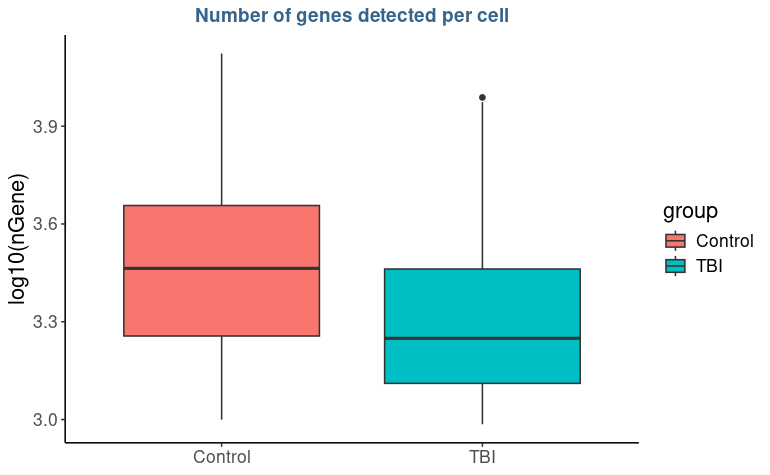 Number of genes detected per cell
log10(nGene)
3.9
3.6
3.3
3.0
Control
TBI
group
Control
TBI